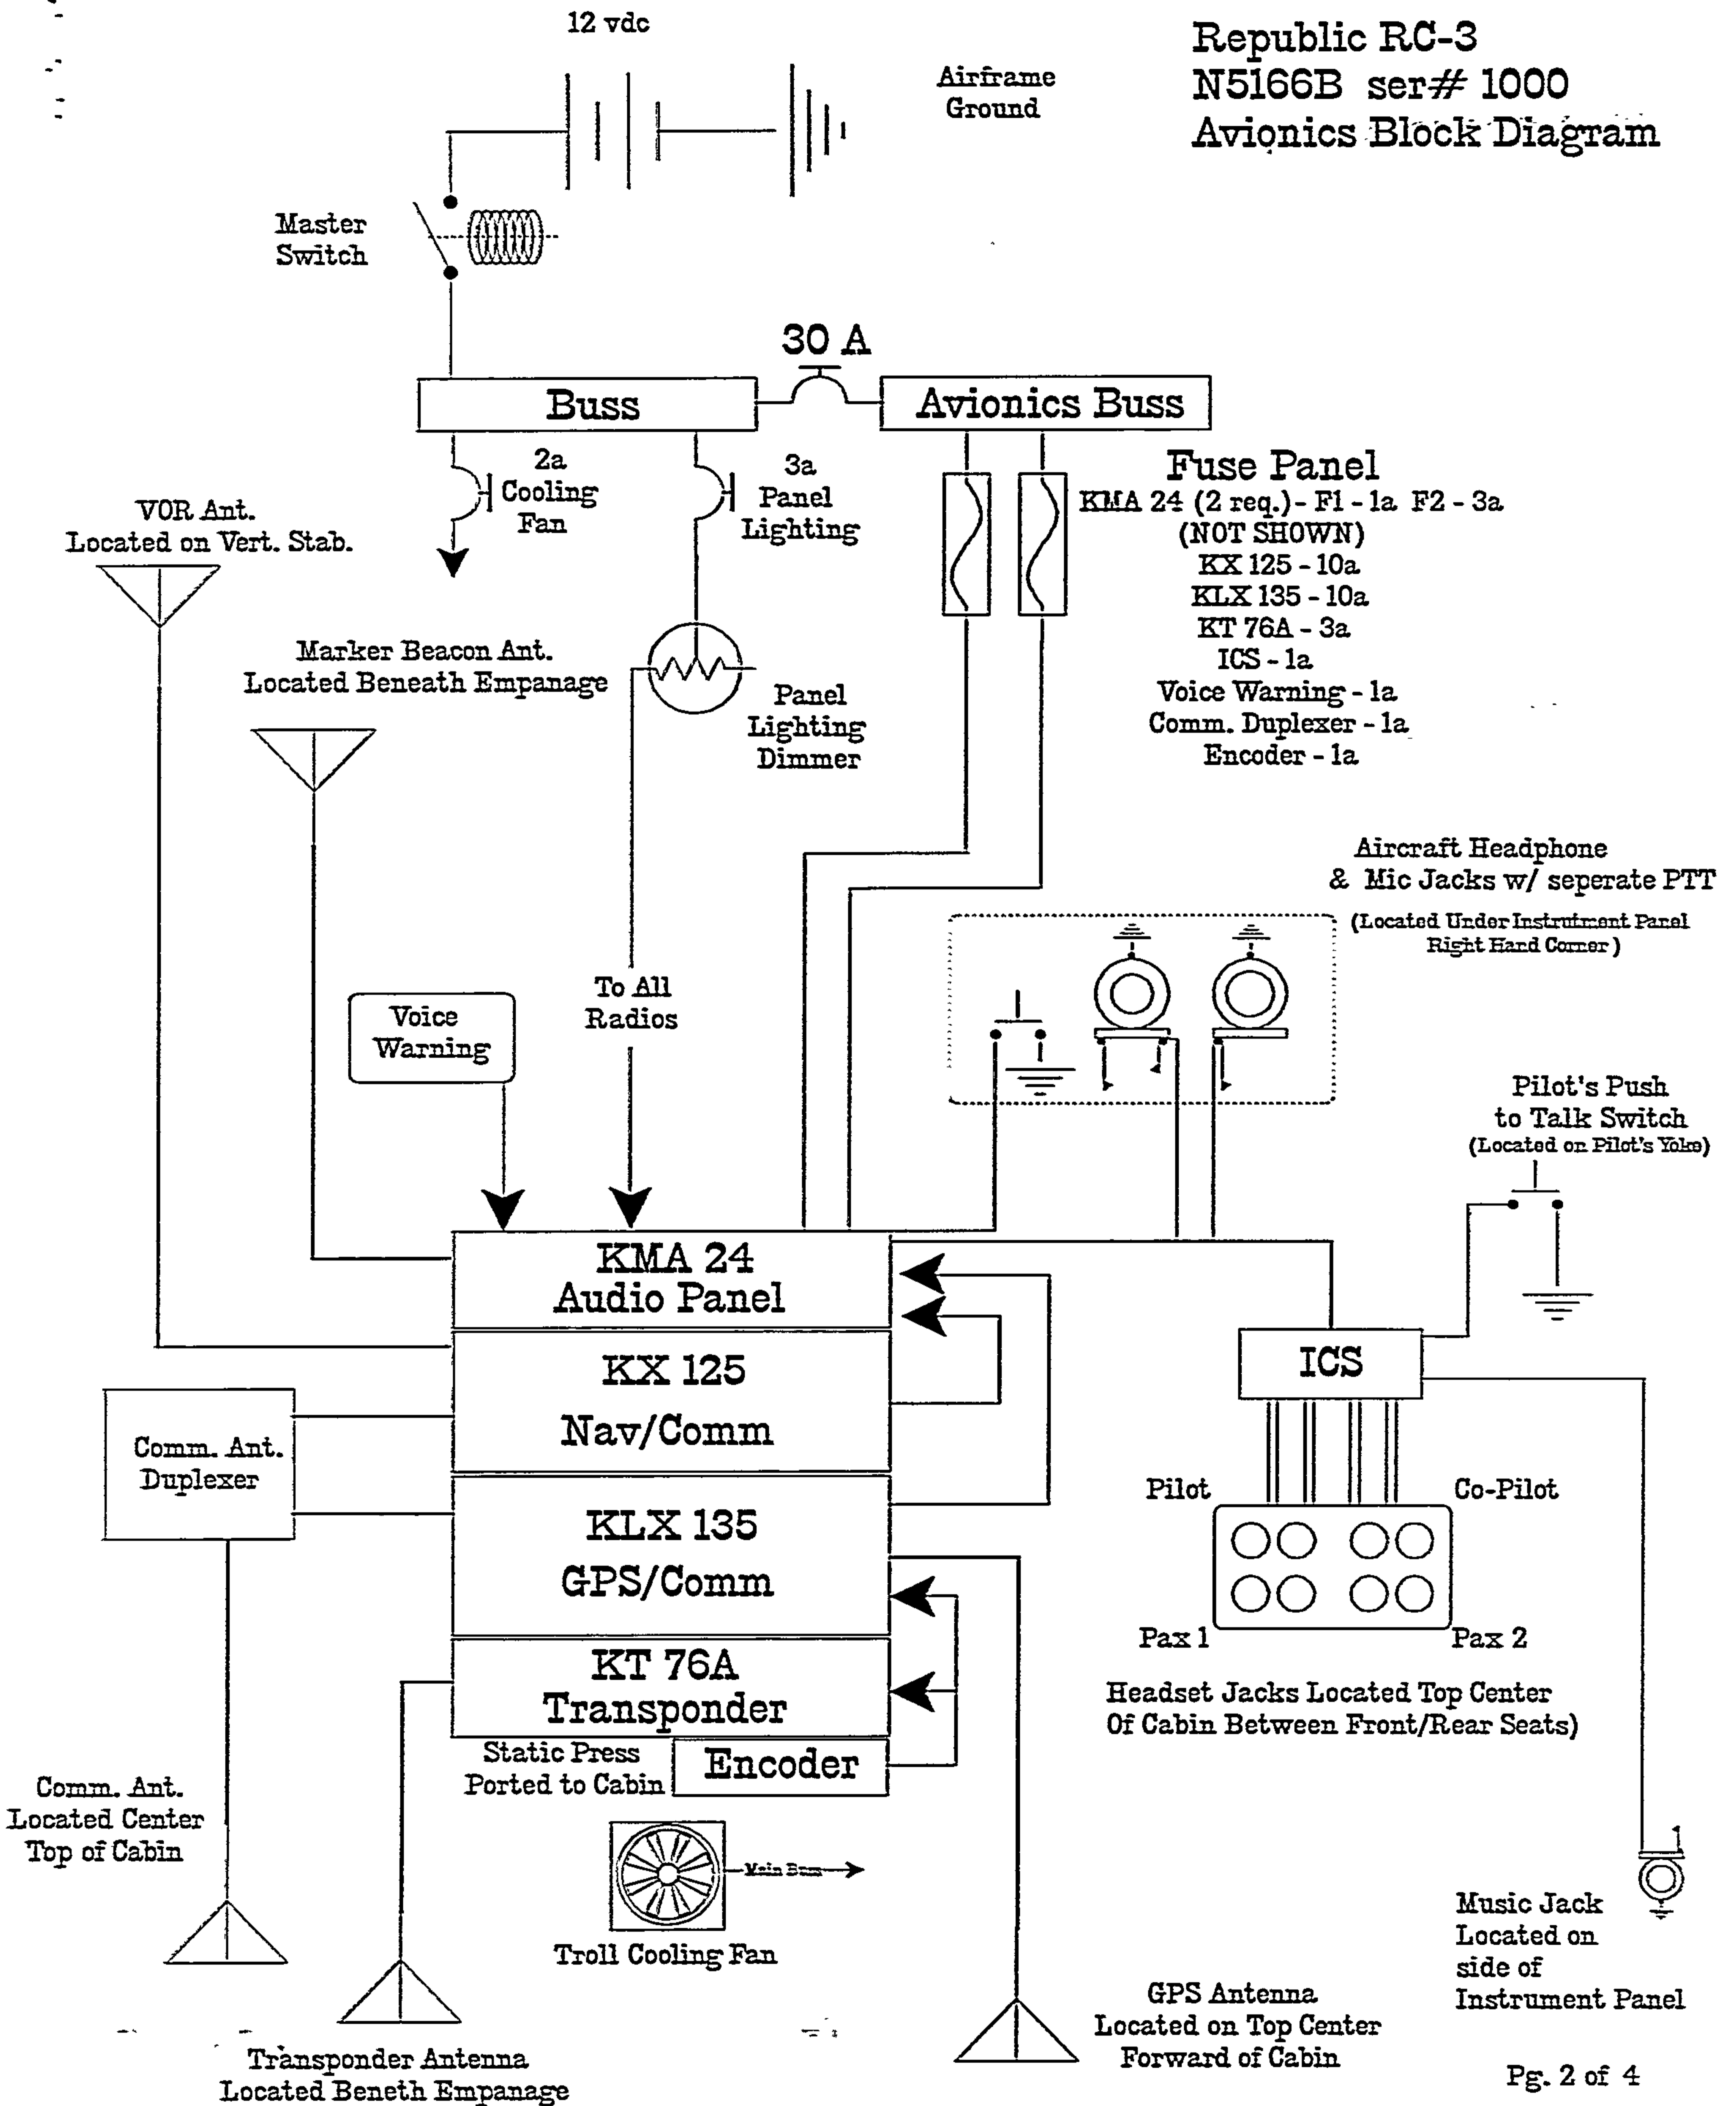 12 vdc
Republic RC-3
N5166B ser# 1000
Avionics Block Diagram
Airframe
Ground
Master
Switch
30 A
Buss
Avionics Buss
2a
Cooling
Fan
3a
Panel
Lighting
Fuse Panel
KMA 24 (2 req.) - F1 - 1a F2 - 3a
(NOT SHOWN)
KX 125 - 10a
KLX 135 - 10a
KT 76A - 3a
ICS - 1a
Voice Warning - 1a
Comm. Duplexer - 1a
Encoder - 1a
VOR Ant.
Located on Vert. Stab.
Marker Beacon Ant.
Located Beneath Empanage
Panel
Lighting
Dimmer
Aircraft Headphone
& Mic Jacks w/ seperate PTT
(Located Under Instrutment Panel
Right Hand Corner)
To All
Radios
Voice
Warning
Pilot's Push
to Talk Switch
(Located on Pilot's Yoke)
KMA 24
Audio Panel
KX 125
Nav/Comm
ICS
Comm. Ant.
Duplexer
KLX 135
GPS/Comm
Pilot
Co-Pilot
Pax 1
Pax 2
KT 76A
Transponder
Headset Jacks Located Top Center
Of Cabin Between Front/Rear Seats)
Static Press
Ported to Cabin
Encoder
Comm. Ant.
Located Center
Top of Cabin
Main Buss
Troll Cooling Fan
Music Jack
Located on
side of
Instrument Panel
GPS Antenna
Located on Top Center
Forward of Cabin
Transponder Antenna
Located Beneth Empanage
Pg. 2 of 4